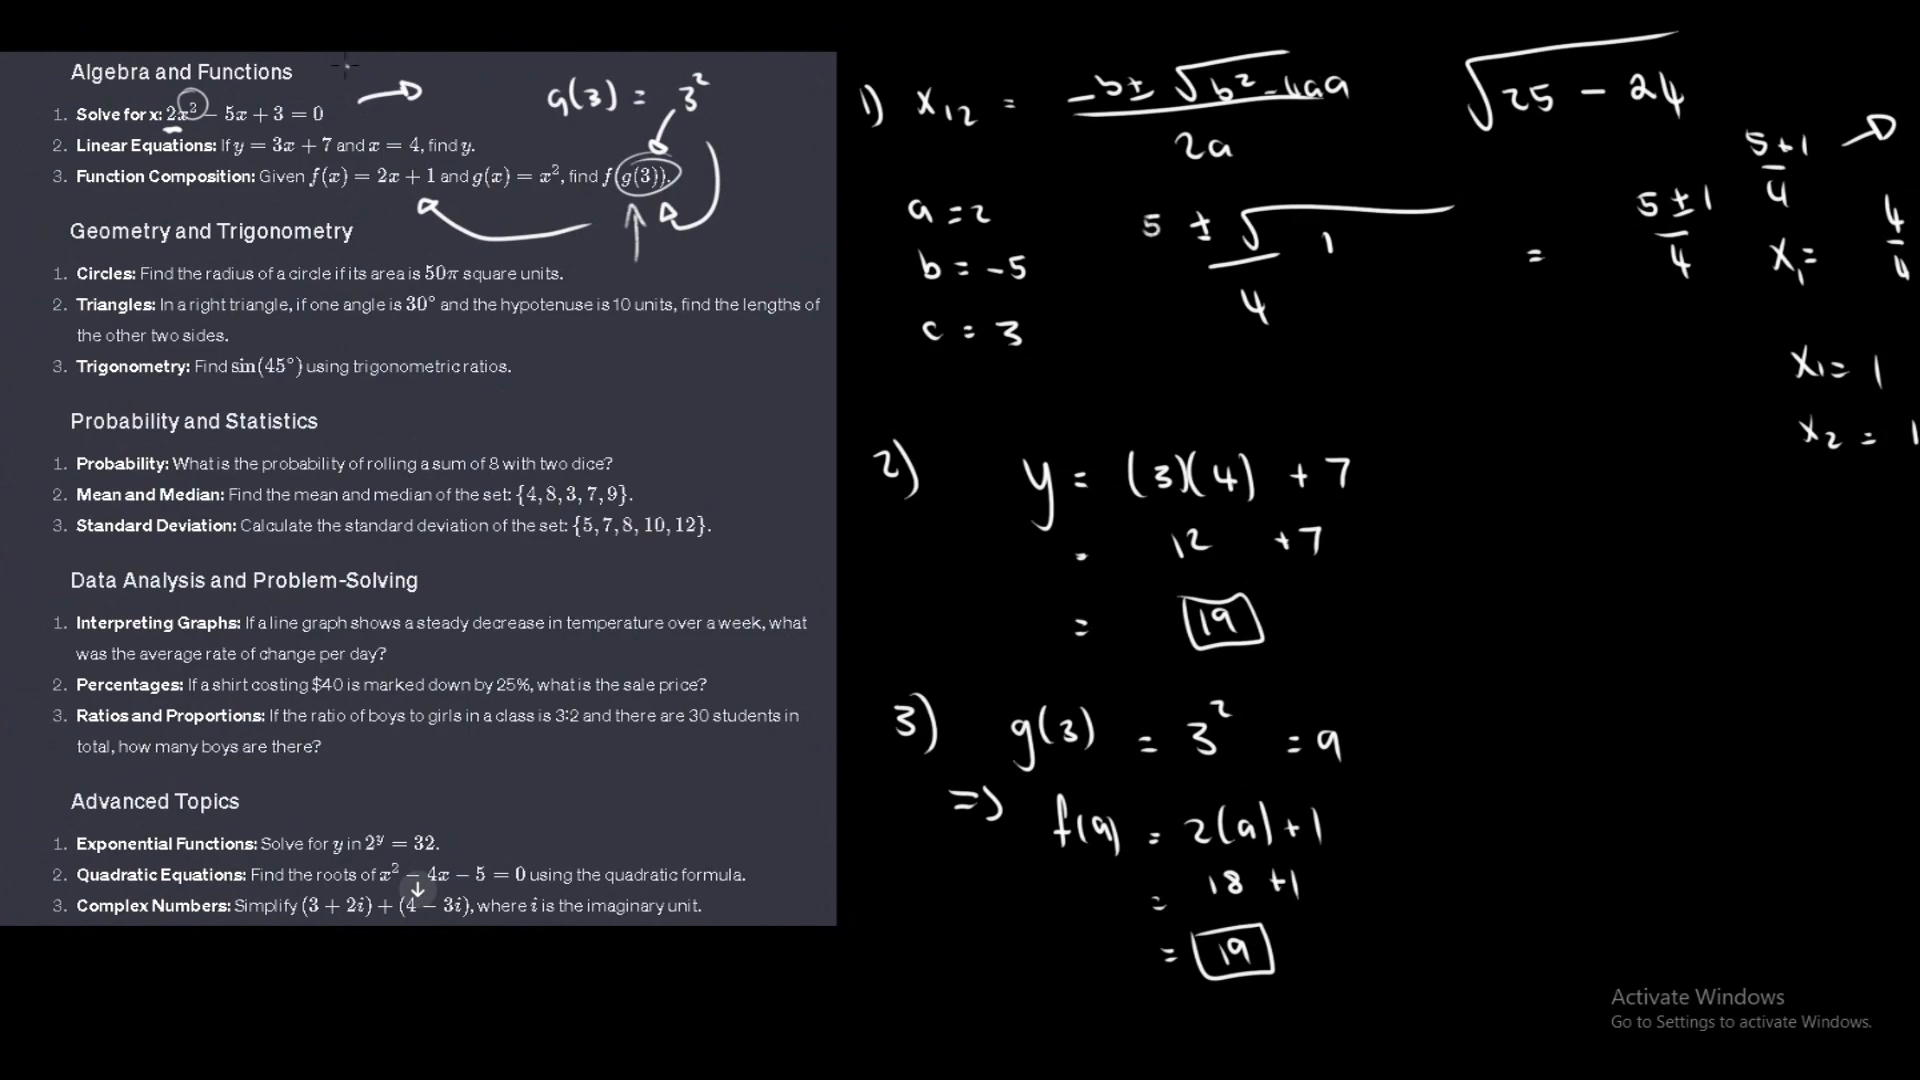 Algebra and Functions
1. Solve for x: 2x² − 5x + 3 = 0
2. Linear Equations: If y = 3x + 7 and x = 4, find y.
3. Function Composition: Given f(x) = 2x + 1 and g(x) = x², find f(g(3)).
g(3) = 3²
Geometry and Trigonometry
1. Circles: Find the radius of a circle if its area is 50π square units.
2. Triangles: In a right triangle, if one angle is 30° and the hypotenuse is 10 units, find the lengths of
the other two sides.
3. Trigonometry: Find sin(45°) using trigonometric ratios.
Probability and Statistics
1. Probability: What is the probability of rolling a sum of 8 with two dice?
2. Mean and Median: Find the mean and median of the set: {4, 8, 3, 7, 9}.
3. Standard Deviation: Calculate the standard deviation of the set: {5, 7, 8, 10, 12}.
Data Analysis and Problem-Solving
1. Interpreting Graphs: If a line graph shows a steady decrease in temperature over a week, what
was the average rate of change per day?
2. Percentages: If a shirt costing $40 is marked down by 25%, what is the sale price?
3. Ratios and Proportions: If the ratio of boys to girls in a class is 3:2 and there are 30 students in
total, how many boys are there?
Advanced Topics
1. Exponential Functions: Solve for y in 2^y = 32.
2. Quadratic Equations: Find the roots of x² − 4x − 5 = 0 using the quadratic formula.
3. Complex Numbers: Simplify (3 + 2i) + (4 − 3i), where i is the imaginary unit.
1) x12 = −b ± √b² − 4aa
2a
√25 − 24
a = 2
b = −5
c = 3
5 ± √1
4
= 5 ± 1
4
5 + 1
4
x₁ = 4
4
x₁ = 1
x₂ = 1
2) y = (3)(4) + 7
= 12 + 7
= 19
3) g(3) = 3² = 9
=> f(9) = 2(9) + 1
= 18 + 1
= 19
Activate Windows
Go to Settings to activate Windows.